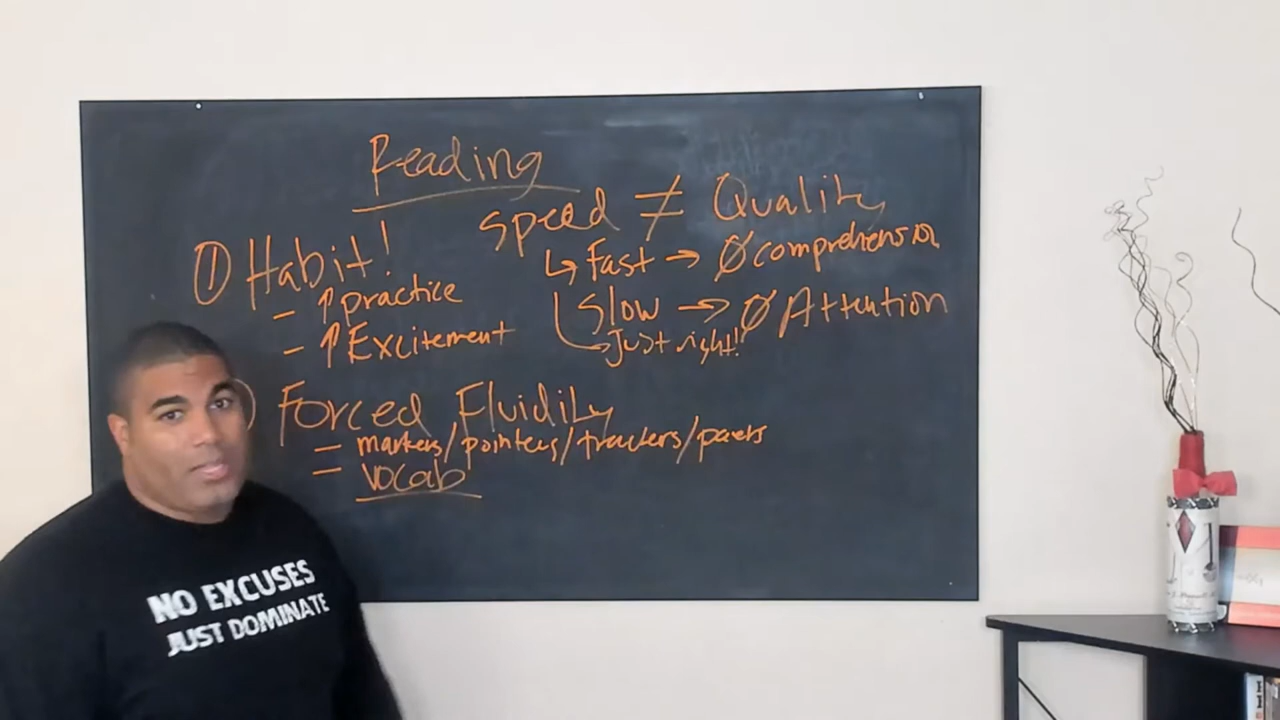 Reading
speed ≠ Quality
① Habit!
↳ Fast → Ø comprehension
- ↑ practice
Slow → Ø Attention
- ↑ Excitement
Just right!!
Forced Fluidity
- markers/pointers/trackers/pacers
- vocab
NO EXCUSES
JUST DOMINATE